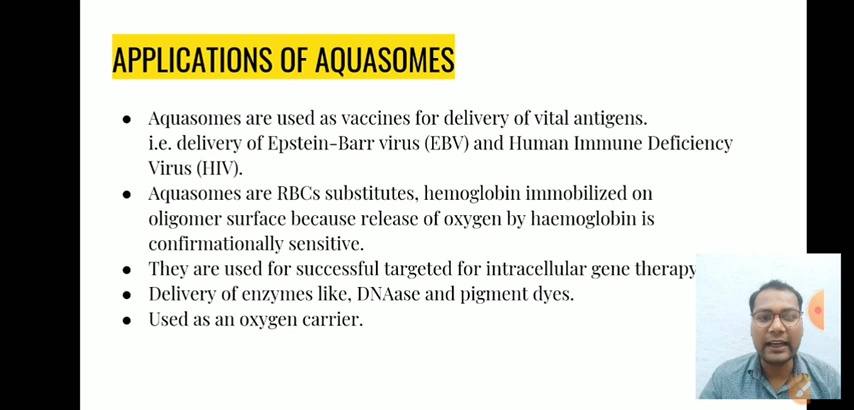 APPLICATIONS OF AQUASOMES
● Aquasomes are used as vaccines for delivery of vital antigens.
i.e. delivery of Epstein-Barr virus (EBV) and Human Immune Deficiency
Virus (HIV).
● Aquasomes are RBCs substitutes, hemoglobin immobilized on
oligomer surface because release of oxygen by haemoglobin is
confirmationally sensitive.
● They are used for successful targeted for intracellular gene therapy
● Delivery of enzymes like, DNAase and pigment dyes.
● Used as an oxygen carrier.